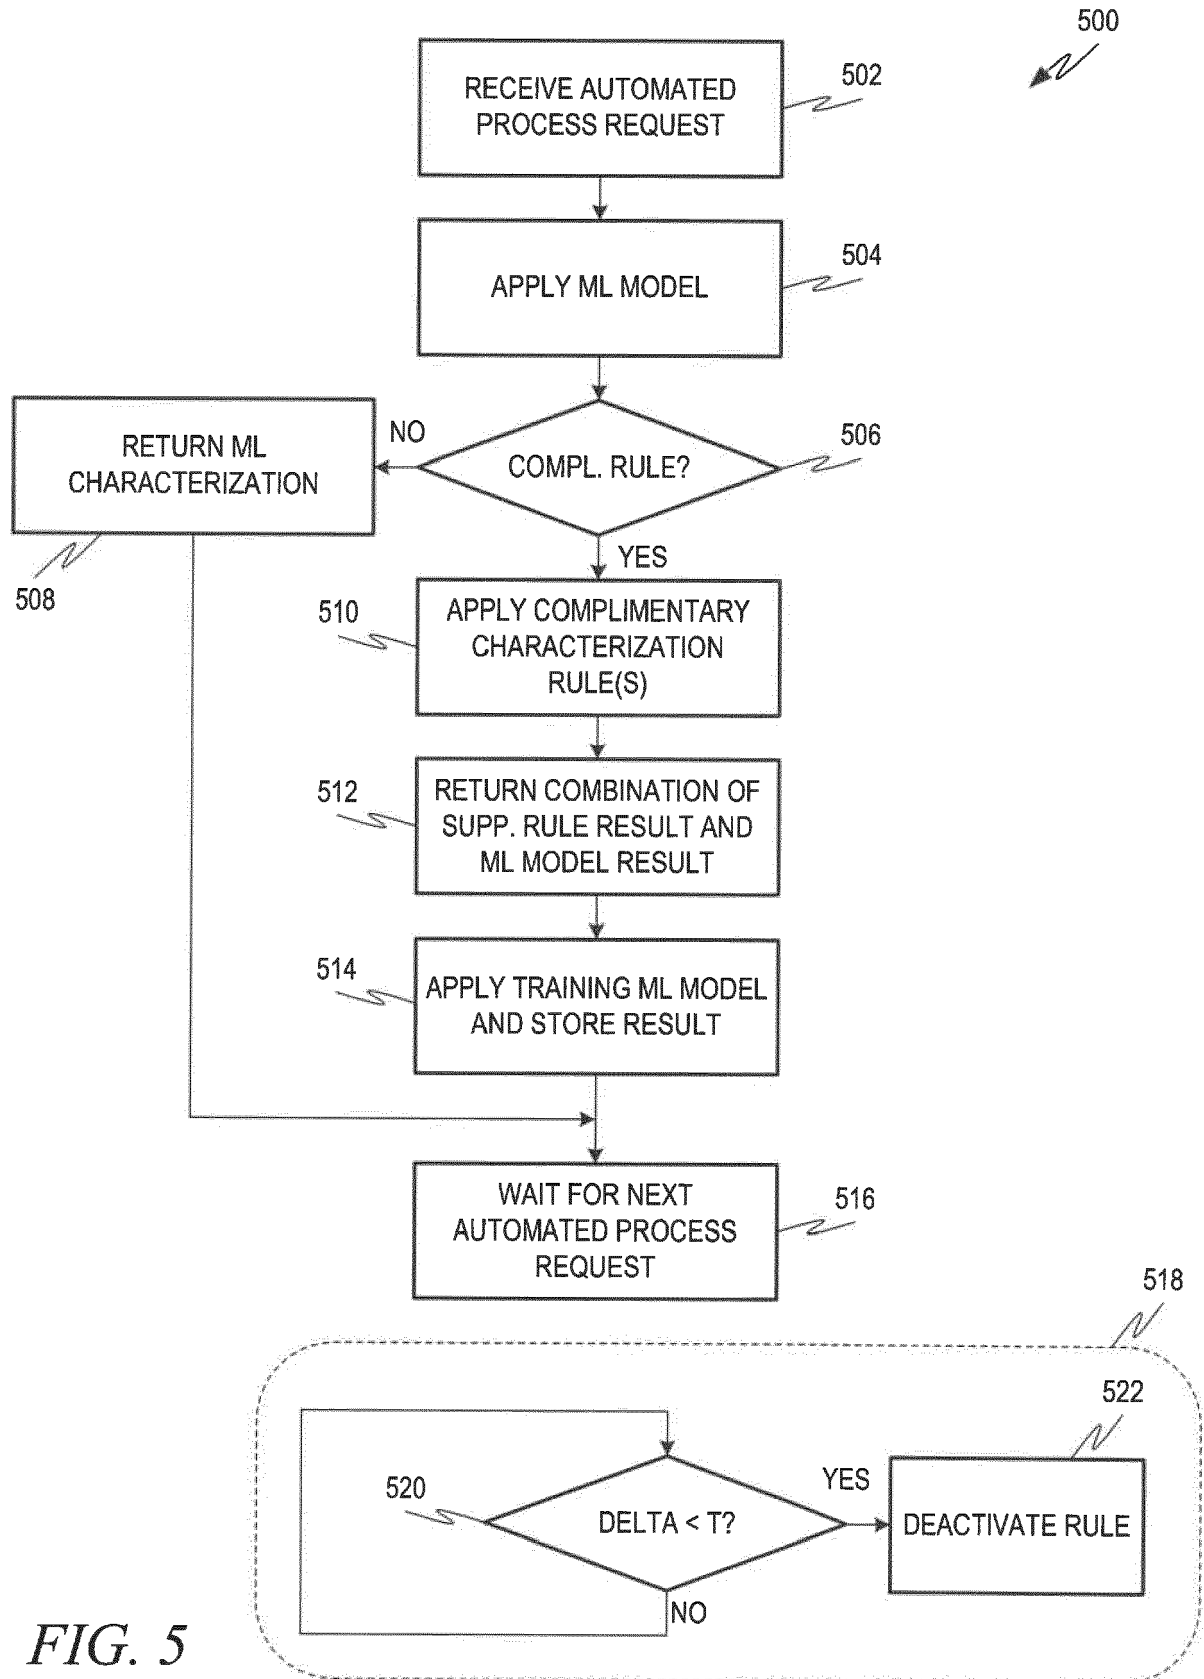 500
RECEIVE AUTOMATED
PROCESS REQUEST
502
APPLY ML MODEL
504
COMPL. RULE?
506
NO
RETURN ML
CHARACTERIZATION
508
YES
510
APPLY COMPLIMENTARY
CHARACTERIZATION
RULE(S)
512
RETURN COMBINATION OF
SUPP. RULE RESULT AND
ML MODEL RESULT
514
APPLY TRAINING ML MODEL
AND STORE RESULT
WAIT FOR NEXT
AUTOMATED PROCESS
REQUEST
516
518
520
DELTA < T?
YES
522
DEACTIVATE RULE
NO
FIG. 5